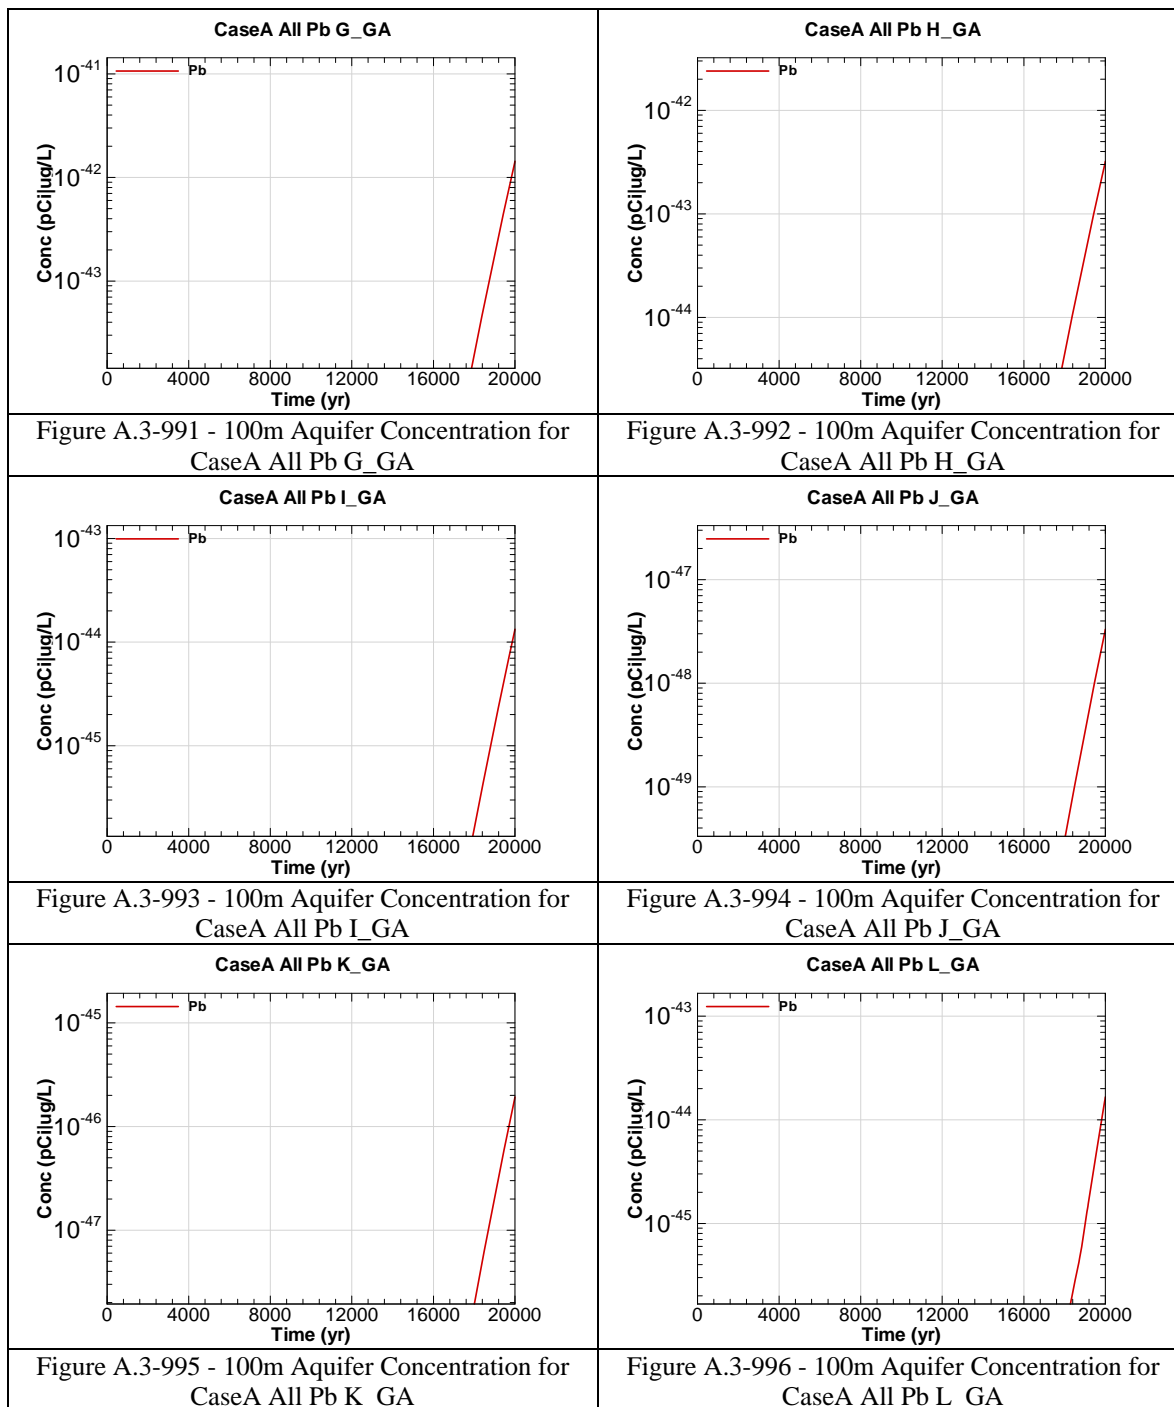 CaseA All Pb G_GA
Pb
10-41
10-42
10-43
Conc (pCi|ug/L)
0 4000 8000 12000 16000 20000
Time (yr)
Figure A.3-991 - 100m Aquifer Concentration for
CaseA All Pb G_GA
CaseA All Pb H_GA
Pb
10-42
10-43
10-44
Conc (pCi|ug/L)
0 4000 8000 12000 16000 20000
Time (yr)
Figure A.3-992 - 100m Aquifer Concentration for
CaseA All Pb H_GA
CaseA All Pb I_GA
Pb
10-43
10-44
10-45
Conc (pCi|ug/L)
0 4000 8000 12000 16000 20000
Time (yr)
Figure A.3-993 - 100m Aquifer Concentration for
CaseA All Pb I_GA
CaseA All Pb J_GA
Pb
10-47
10-48
10-49
Conc (pCi|ug/L)
0 4000 8000 12000 16000 20000
Time (yr)
Figure A.3-994 - 100m Aquifer Concentration for
CaseA All Pb J_GA
CaseA All Pb K_GA
Pb
10-45
10-46
10-47
Conc (pCi|ug/L)
0 4000 8000 12000 16000 20000
Time (yr)
Figure A.3-995 - 100m Aquifer Concentration for
CaseA All Pb K_GA
CaseA All Pb L_GA
Pb
10-43
10-44
10-45
Conc (pCi|ug/L)
0 4000 8000 12000 16000 20000
Time (yr)
Figure A.3-996 - 100m Aquifer Concentration for
CaseA All Pb L_GA